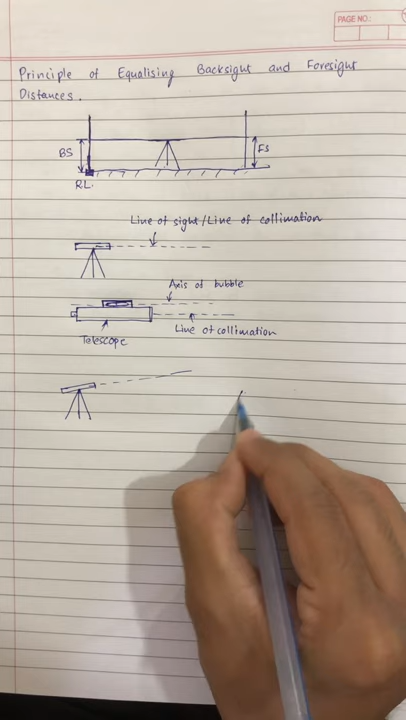 PAGE NO.:
Principle of Equalising Backsight and Foresight
Distances.
BS
FS
RL.
Line of sight/Line of collimation
Axis of bubble
Line of collimation
Telescope